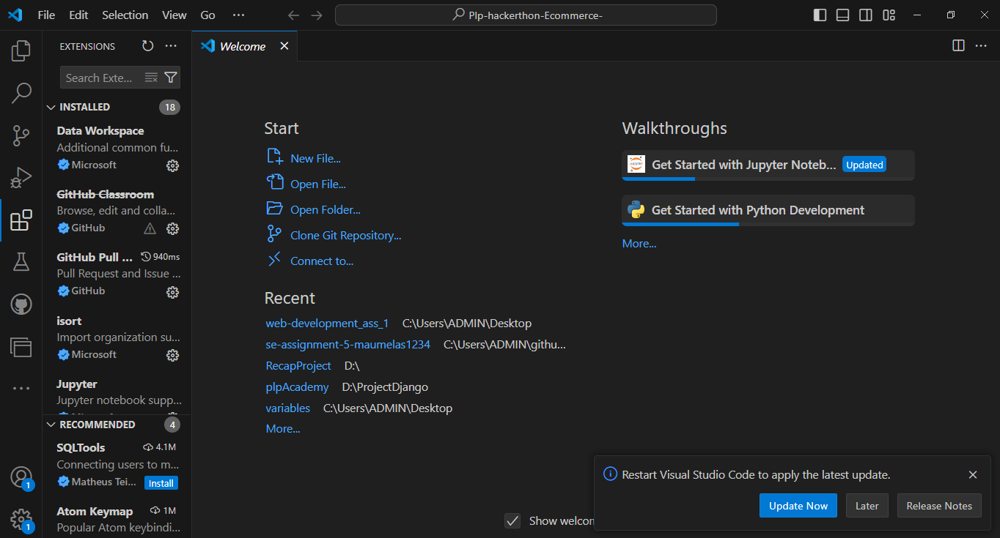 File Edit Selection View Go ···
Plp-hackerthon-Ecommerce-
EXTENSIONS
Search Exte...
INSTALLED 18
Data Workspace
Additional common fu...
Microsoft
GitHub Classroom
Browse, edit and colla...
GitHub
GitHub Pull ... 940ms
Pull Request and Issue ...
GitHub
isort
Import organization su...
Microsoft
Jupyter
Jupyter notebook supp...
RECOMMENDED 4
SQLTools 4.1M
Connecting users to m...
Matheus Tei... Install
Atom Keymap 1M
Popular Atom keybindi...
1
1
Welcome
Start
New File...
Open File...
Open Folder...
Clone Git Repository...
Connect to...
Recent
web-development_ass_1 C:\Users\ADMIN\Desktop
se-assignment-5-maumelas1234 C:\Users\ADMIN\githu...
RecapProject D:\
plpAcademy D:\ProjectDjango
variables C:\Users\ADMIN\Desktop
More...
Walkthroughs
Get Started with Jupyter Noteb... Updated
Get Started with Python Development
More...
Show welcom
Restart Visual Studio Code to apply the latest update.
Update Now Later Release Notes